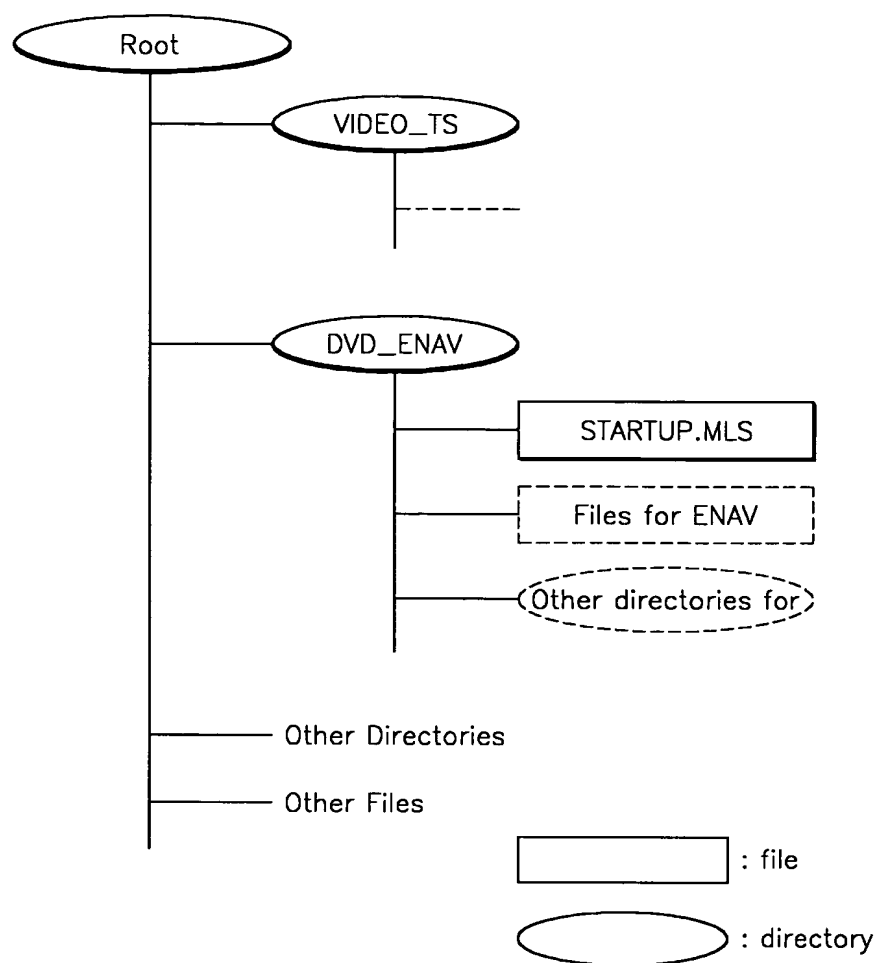 Root
VIDEO_TS
DVD_ENAV
STARTUP.MLS
Files for ENAV
Other directories for
Other Directories
Other Files
: file
: directory